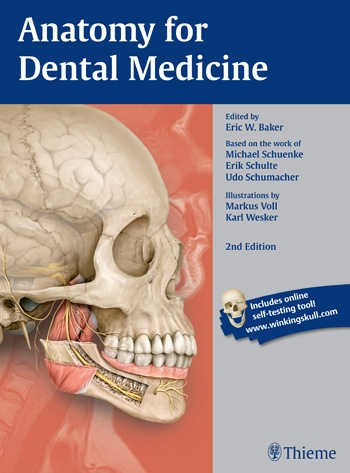 Anatomy for
Dental Medicine
Edited by
Eric W. Baker
Based on the work of
Michael Schuenke
Erik Schulte
Udo Schumacher
Illustrations by
Markus Voll
Karl Wesker
2nd Edition
Includes online
self-testing tool!
www.winkingskull.com
Thieme